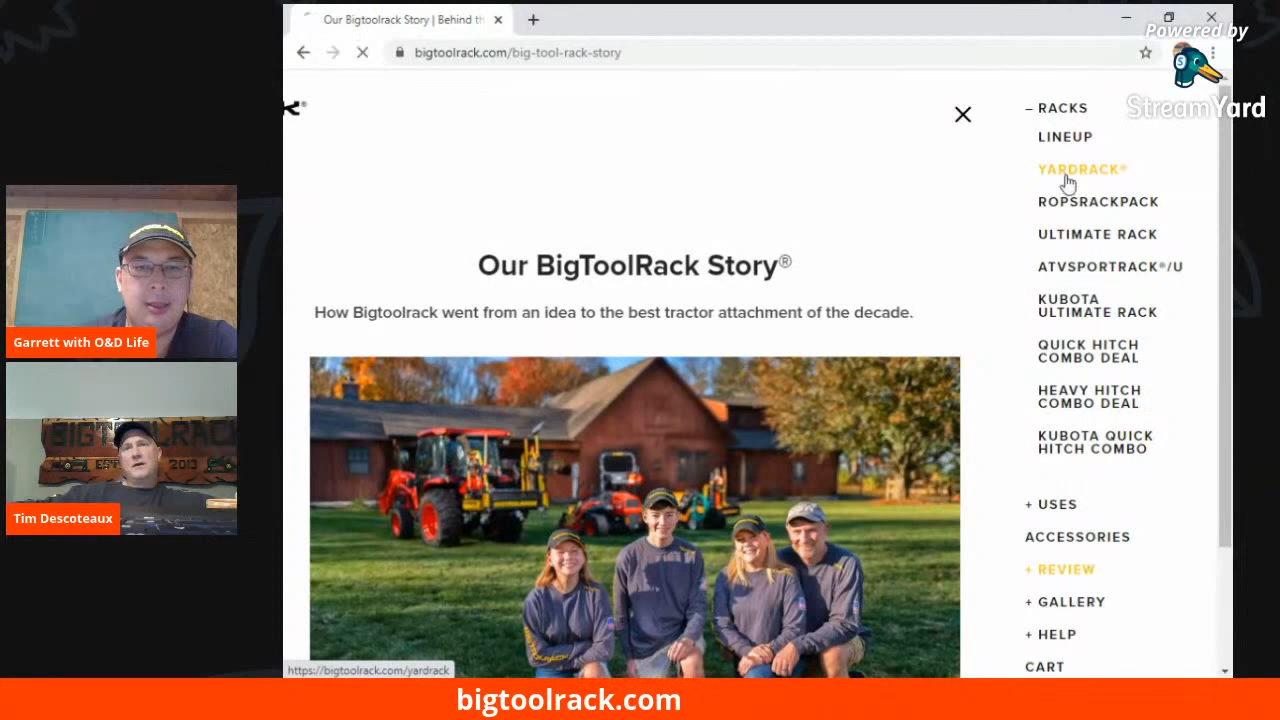 Our Bigtoolrack Story | Behind th
bigtoolrack.com/big-tool-rack-story
Powered by
StreamYard
– RACKS
LINEUP
YARDRACK®
ROPSRACKPACK
ULTIMATE RACK
ATVSPORTRACK®/U
KUBOTA
ULTIMATE RACK
QUICK HITCH
COMBO DEAL
HEAVY HITCH
COMBO DEAL
KUBOTA QUICK
HITCH COMBO
+ USES
ACCESSORIES
+ REVIEW
+ GALLERY
+ HELP
CART
K®
Our BigToolRack Story®
How Bigtoolrack went from an idea to the best tractor attachment of the decade.
https://bigtoolrack.com/yardrack
Garrett with O&D Life
BIGTOOLRACK
EST. 2013
Tim Descoteaux
bigtoolrack.com